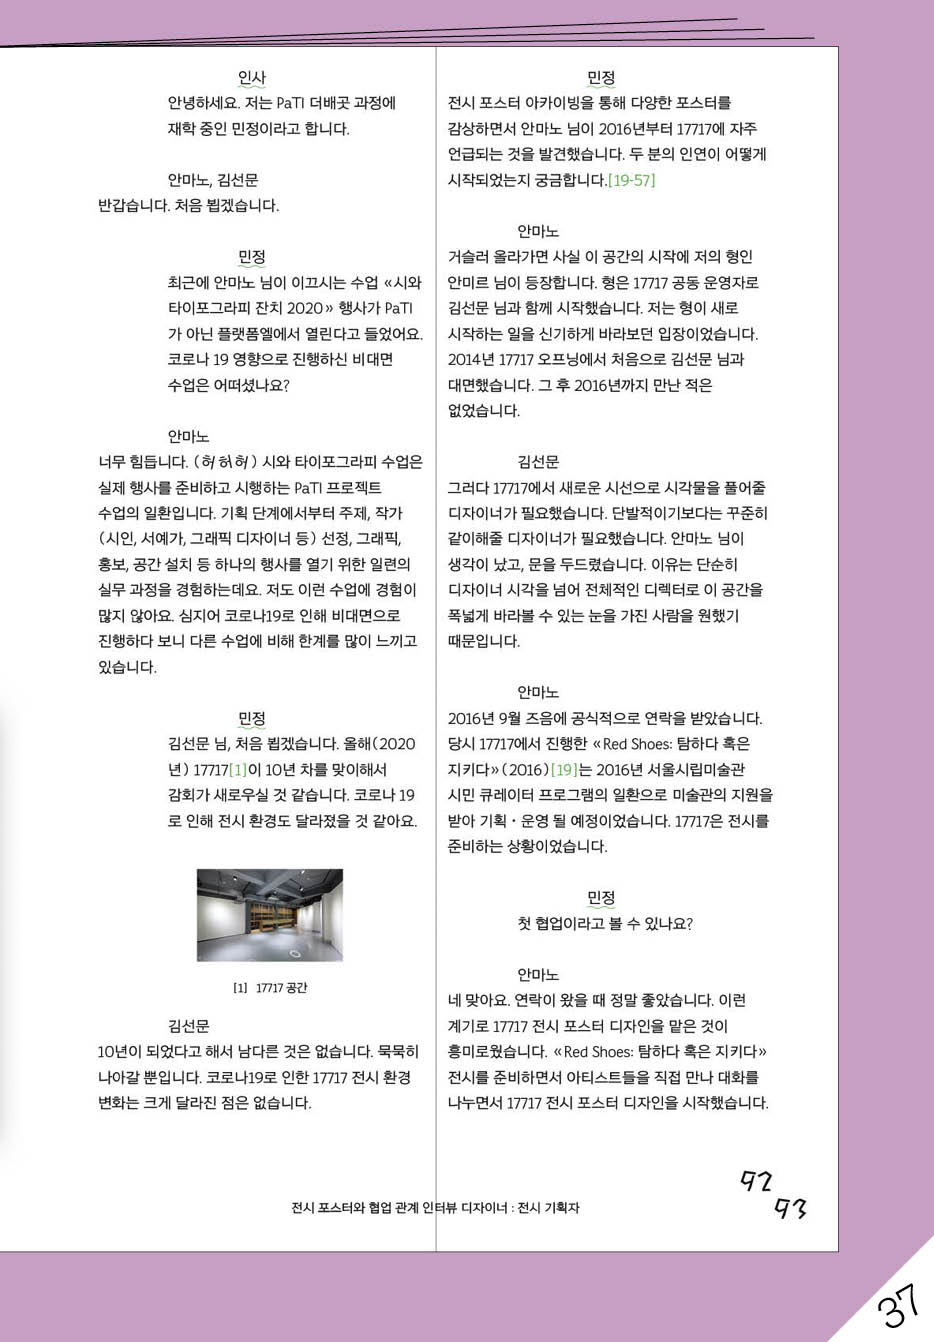 인사
안녕하세요. 저는 PaTI 더배곳 과정에
재학 중인 민정이라고 합니다.
안마노, 김선문
반갑습니다. 처음 뵙겠습니다.
민정
최근에 안마노 님이 이끄시는 수업 «시와
타이포그라피 잔치 2020» 행사가 PaTI
가 아닌 플랫폼엘에서 열린다고 들었어요.
코로나 19 영향으로 진행하신 비대면
수업은 어떠셨나요?
안마노
너무 힘듭니다. (허허허) 시와 타이포그라피 수업은
실제 행사를 준비하고 시행하는 PaTI 프로젝트
수업의 일환입니다. 기획 단계에서부터 주제, 작가
(시인, 서예가, 그래픽 디자이너 등) 선정, 그래픽,
홍보, 공간 설치 등 하나의 행사를 열기 위한 일련의
실무 과정을 경험하는데요. 저도 이런 수업에 경험이
많지 않아요. 심지어 코로나19로 인해 비대면으로
진행하다 보니 다른 수업에 비해 한계를 많이 느끼고
있습니다.
민정
김선문 님, 처음 뵙겠습니다. 올해(2020
년) 17717[1]이 10년 차를 맞이해서
감회가 새로우실 것 같습니다. 코로나 19
로 인해 전시 환경도 달라졌을 것 같아요.
[1] 17717 공간
김선문
10년이 되었다고 해서 남다른 것은 없습니다. 묵묵히
나아갈 뿐입니다. 코로나19로 인한 17717 전시 환경
변화는 크게 달라진 점은 없습니다.
민정
전시 포스터 아카이빙을 통해 다양한 포스터를
감상하면서 안마노 님이 2016년부터 17717에 자주
언급되는 것을 발견했습니다. 두 분의 인연이 어떻게
시작되었는지 궁금합니다.[19-57]
안마노
거슬러 올라가면 사실 이 공간의 시작에 저의 형인
안미르 님이 등장합니다. 형은 17717 공동 운영자로
김선문 님과 함께 시작했습니다. 저는 형이 새로
시작하는 일을 신기하게 바라보던 입장이었습니다.
2014년 17717 오프닝에서 처음으로 김선문 님과
대면했습니다. 그 후 2016년까지 만난 적은
없었습니다.
김선문
그러다 17717에서 새로운 시선으로 시각물을 풀어줄
디자이너가 필요했습니다. 단발적이기보다는 꾸준히
같이해줄 디자이너가 필요했습니다. 안마노 님이
생각이 났고, 문을 두드렸습니다. 이유는 단순히
디자이너 시각을 넘어 전체적인 디렉터로 이 공간을
폭넓게 바라볼 수 있는 눈을 가진 사람을 원했기
때문입니다.
안마노
2016년 9월 즈음에 공식적으로 연락을 받았습니다.
당시 17717에서 진행한 «Red Shoes: 탐하다 혹은
지키다»(2016)[19]는 2016년 서울시립미술관
시민 큐레이터 프로그램의 일환으로 미술관의 지원을
받아 기획・운영 될 예정이었습니다. 17717은 전시를
준비하는 상황이었습니다.
민정
첫 협업이라고 볼 수 있나요?
안마노
네 맞아요. 연락이 왔을 때 정말 좋았습니다. 이런
계기로 17717 전시 포스터 디자인을 맡은 것이
흥미로웠습니다. «Red Shoes: 탐하다 혹은 지키다»
전시를 준비하면서 아티스트들을 직접 만나 대화를
나누면서 17717 전시 포스터 디자인을 시작했습니다.
92
93
전시 포스터와 협업 관계 인터뷰 디자이너 : 전시 기획자
37